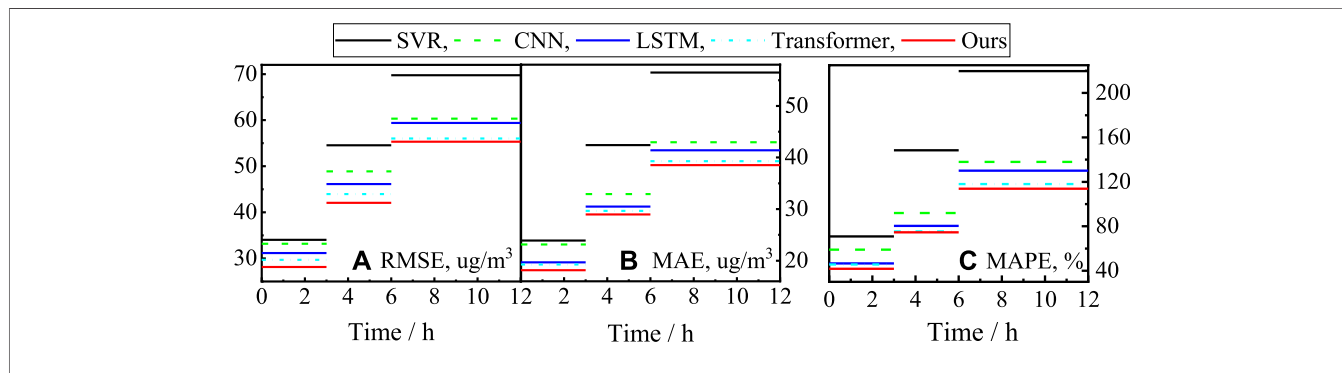 SVR, CNN, LSTM, Transformer, Ours
70
60
50
40
30
0 2 4 6 8 10 12
A RMSE, ug/m³
Time / h
50
40
30
20
2 4 6 8 10 12
B MAE, ug/m³
Time / h
200
160
120
80
40
0 2 4 6 8 10 12
C MAPE, %
Time / h